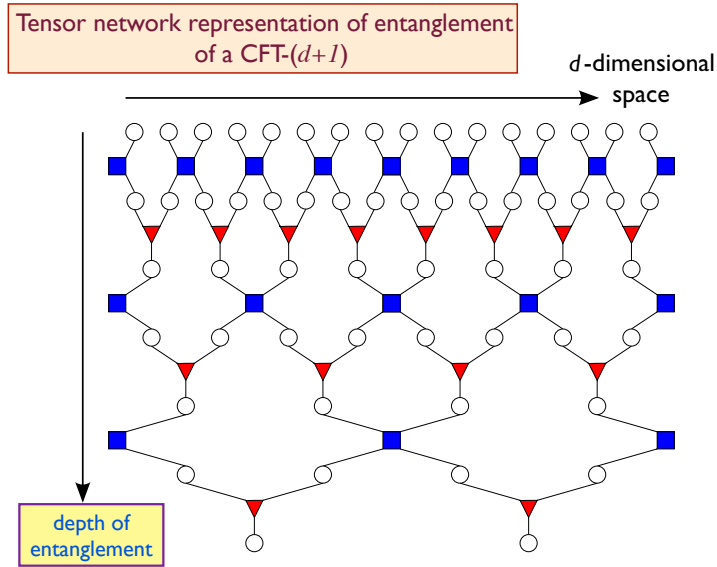 Tensor network representation of entanglement
of a CFT-(d+1)
d-dimensional
space
depth of
entanglement